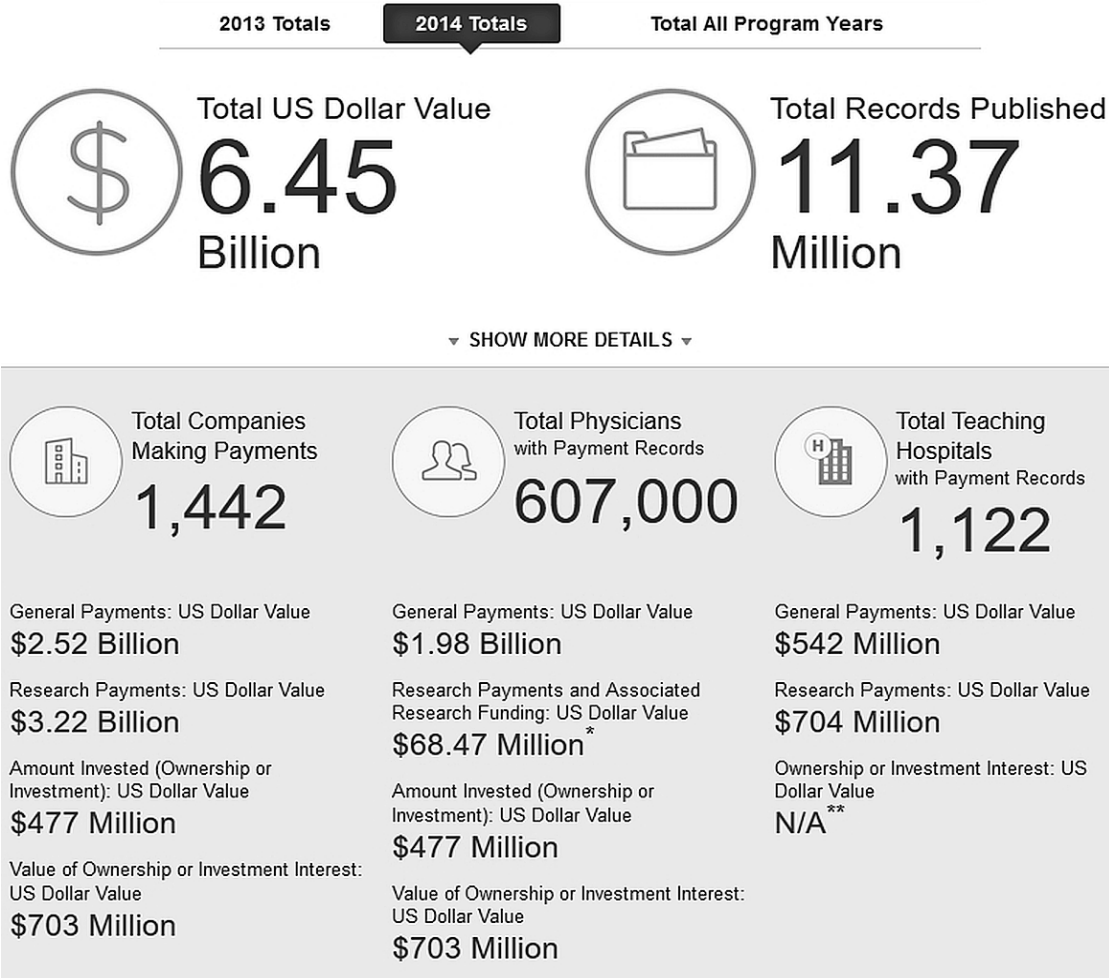 2013 Totals
2014 Totals
Total All Program Years
Total US Dollar Value
6.45
Billion
Total Records Published
11.37
Million
SHOW MORE DETAILS
Total Companies
Making Payments
1,442
General Payments: US Dollar Value
$2.52 Billion
Research Payments: US Dollar Value
$3.22 Billion
Amount Invested (Ownership or
Investment): US Dollar Value
$477 Million
Value of Ownership or Investment Interest:
US Dollar Value
$703 Million
Total Physicians
with Payment Records
607,000
General Payments: US Dollar Value
$1.98 Billion
Research Payments and Associated
Research Funding: US Dollar Value
$68.47 Million*
Amount Invested (Ownership or
Investment): US Dollar Value
$477 Million
Value of Ownership or Investment Interest:
US Dollar Value
$703 Million
H
Total Teaching
Hospitals
with Payment Records
1,122
General Payments: US Dollar Value
$542 Million
Research Payments: US Dollar Value
$704 Million
Ownership or Investment Interest: US
Dollar Value
N/A**